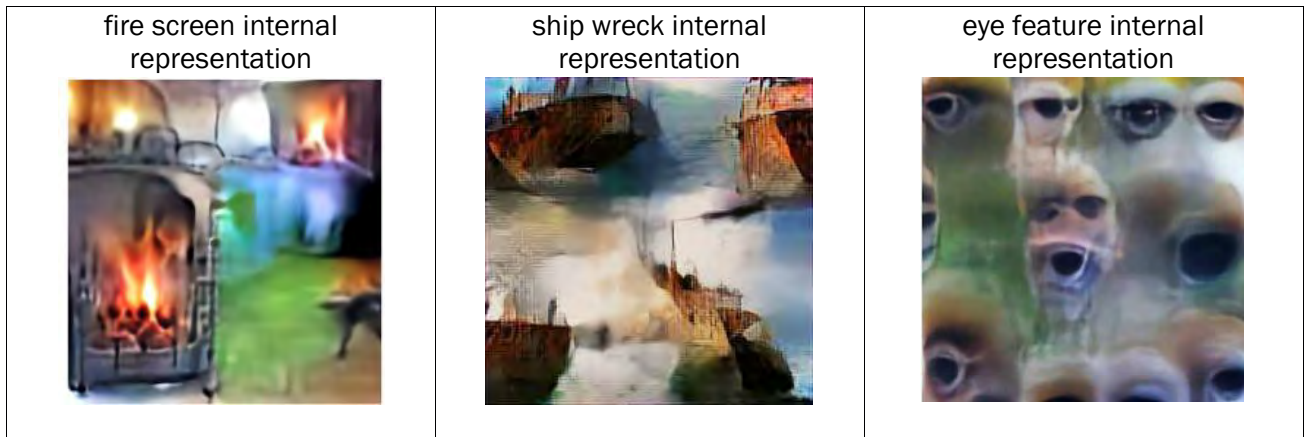 fire screen internal
representation
ship wreck internal
representation
eye feature internal
representation